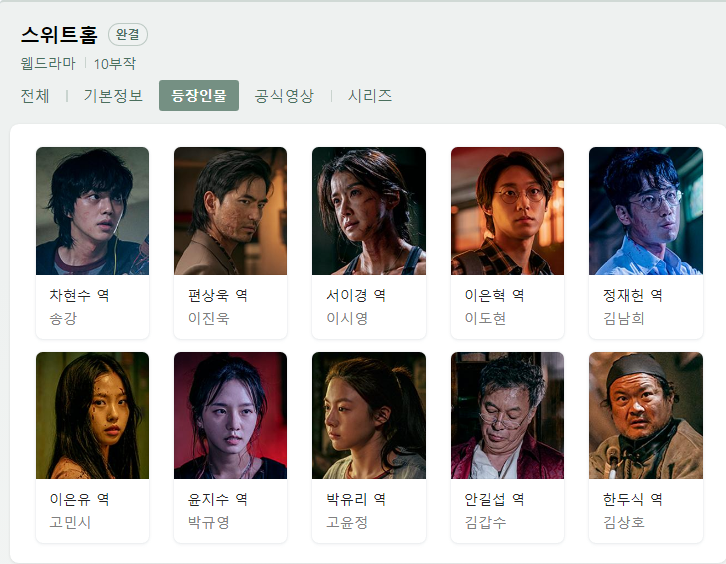 스위트홈 완결
웹드라마 10부작
전체 기본정보 등장인물 공식영상 시리즈
차현수 역 편상욱 역 서이경 역 이은혁 역 정재헌 역
송강 이진욱 이시영 이도현 김남희
이은유 역 윤지수 역 박유리 역 안길섭 역 한두식 역
고민시 박규영 고윤정 김갑수 김상호